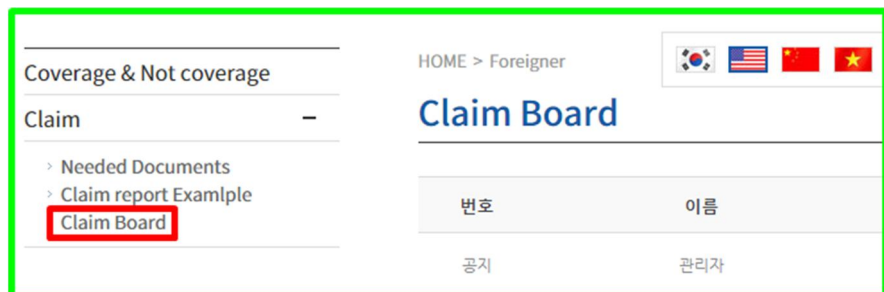 Coverage & Not coverage
Claim
Needed Documents
Claim report Examlple
Claim Board
HOME > Foreigner
Claim Board
번호 이름
공지 관리자